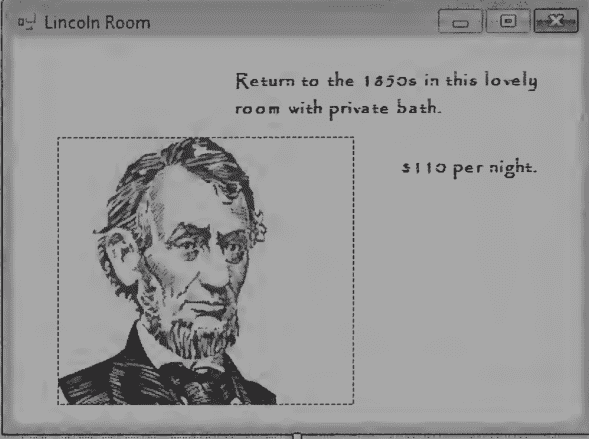 Lincoln Room
Return to the 1850s in this lovely
room with private bath.
$110 per night.